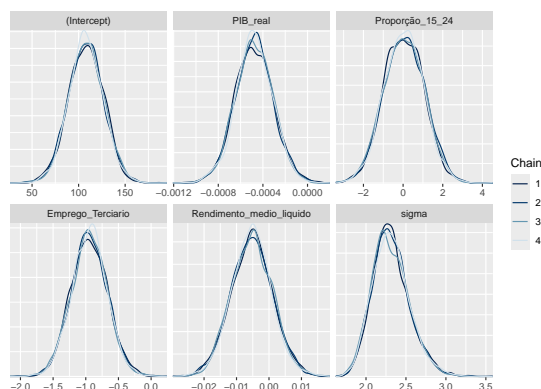 (Intercept) PIB_real Proporção_15_24
50 100 150 −0.0012 −0.0008 −0.0004 0.0000 −2 0 2 4
Chain
1
2
3
4
Emprego_Terciario Rendimento_medio_liquido sigma
−2.0 −1.5 −1.0 −0.5 0.0 −0.02 −0.01 0.00 0.01 2.0 2.5 3.0 3.5